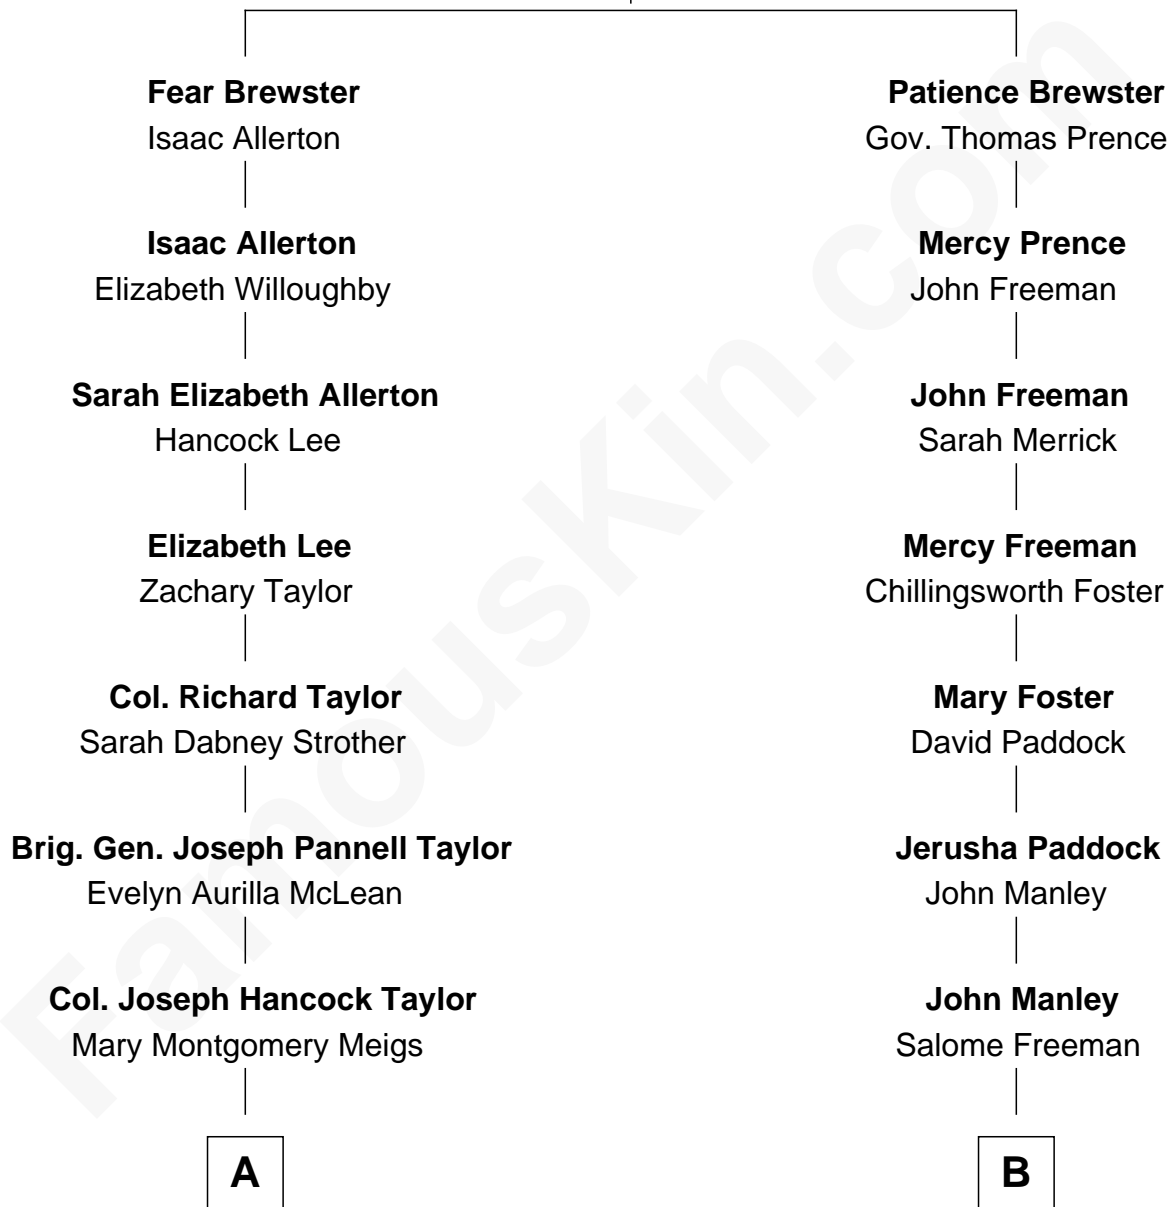 Fear Brewster
Isaac Allerton
Patience Brewster
Gov. Thomas Prence
Isaac Allerton
Elizabeth Willoughby
Mercy Prence
John Freeman
Sarah Elizabeth Allerton
Hancock Lee
John Freeman
Sarah Merrick
Elizabeth Lee
Zachary Taylor
Mercy Freeman
Chillingsworth Foster
Col. Richard Taylor
Sarah Dabney Strother
Mary Foster
David Paddock
Brig. Gen. Joseph Pannell Taylor
Evelyn Aurilla McLean
Jerusha Paddock
John Manley
Col. Joseph Hancock Taylor
Mary Montgomery Meigs
John Manley
Salome Freeman
A
B
FamousKin.com